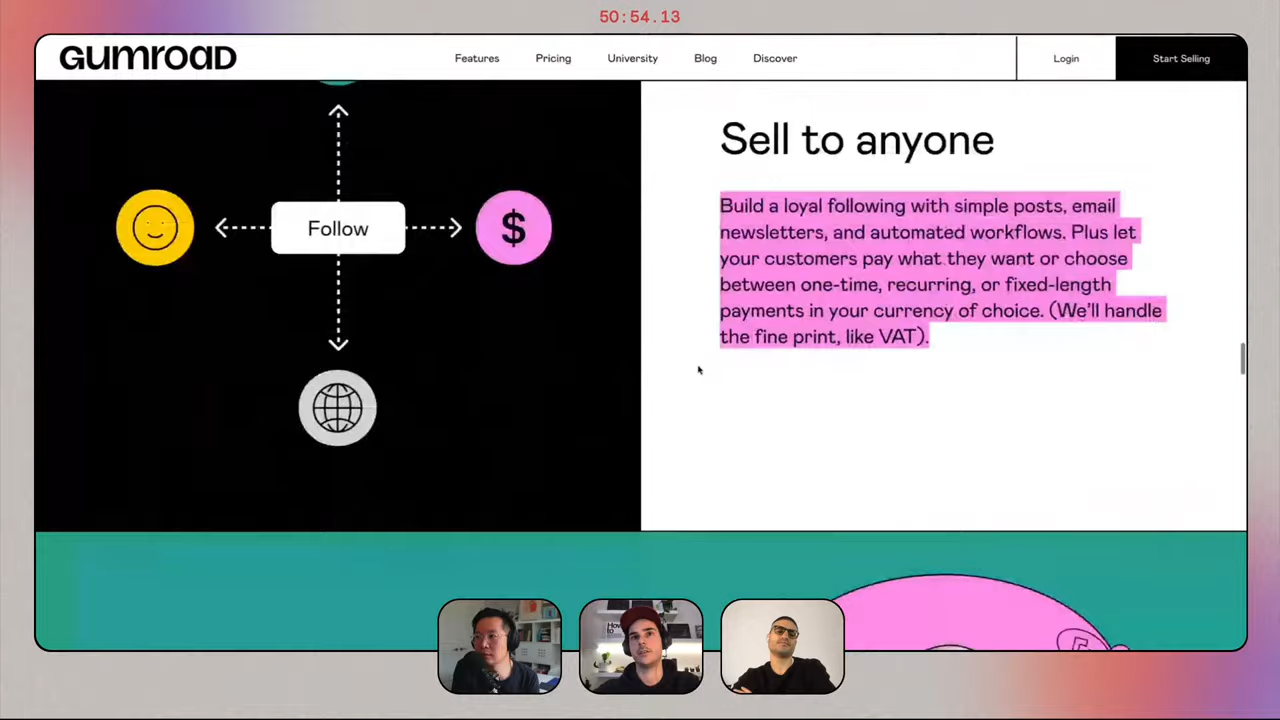 50:54.13
GUMROAD
Features
Pricing
University
Blog
Discover
Login
Start Selling
Follow
$
Sell to anyone
Build a loyal following with simple posts, email
newsletters, and automated workflows. Plus let
your customers pay what they want or choose
between one-time, recurring, or fixed-length
payments in your currency of choice. (We'll handle
the fine print, like VAT).